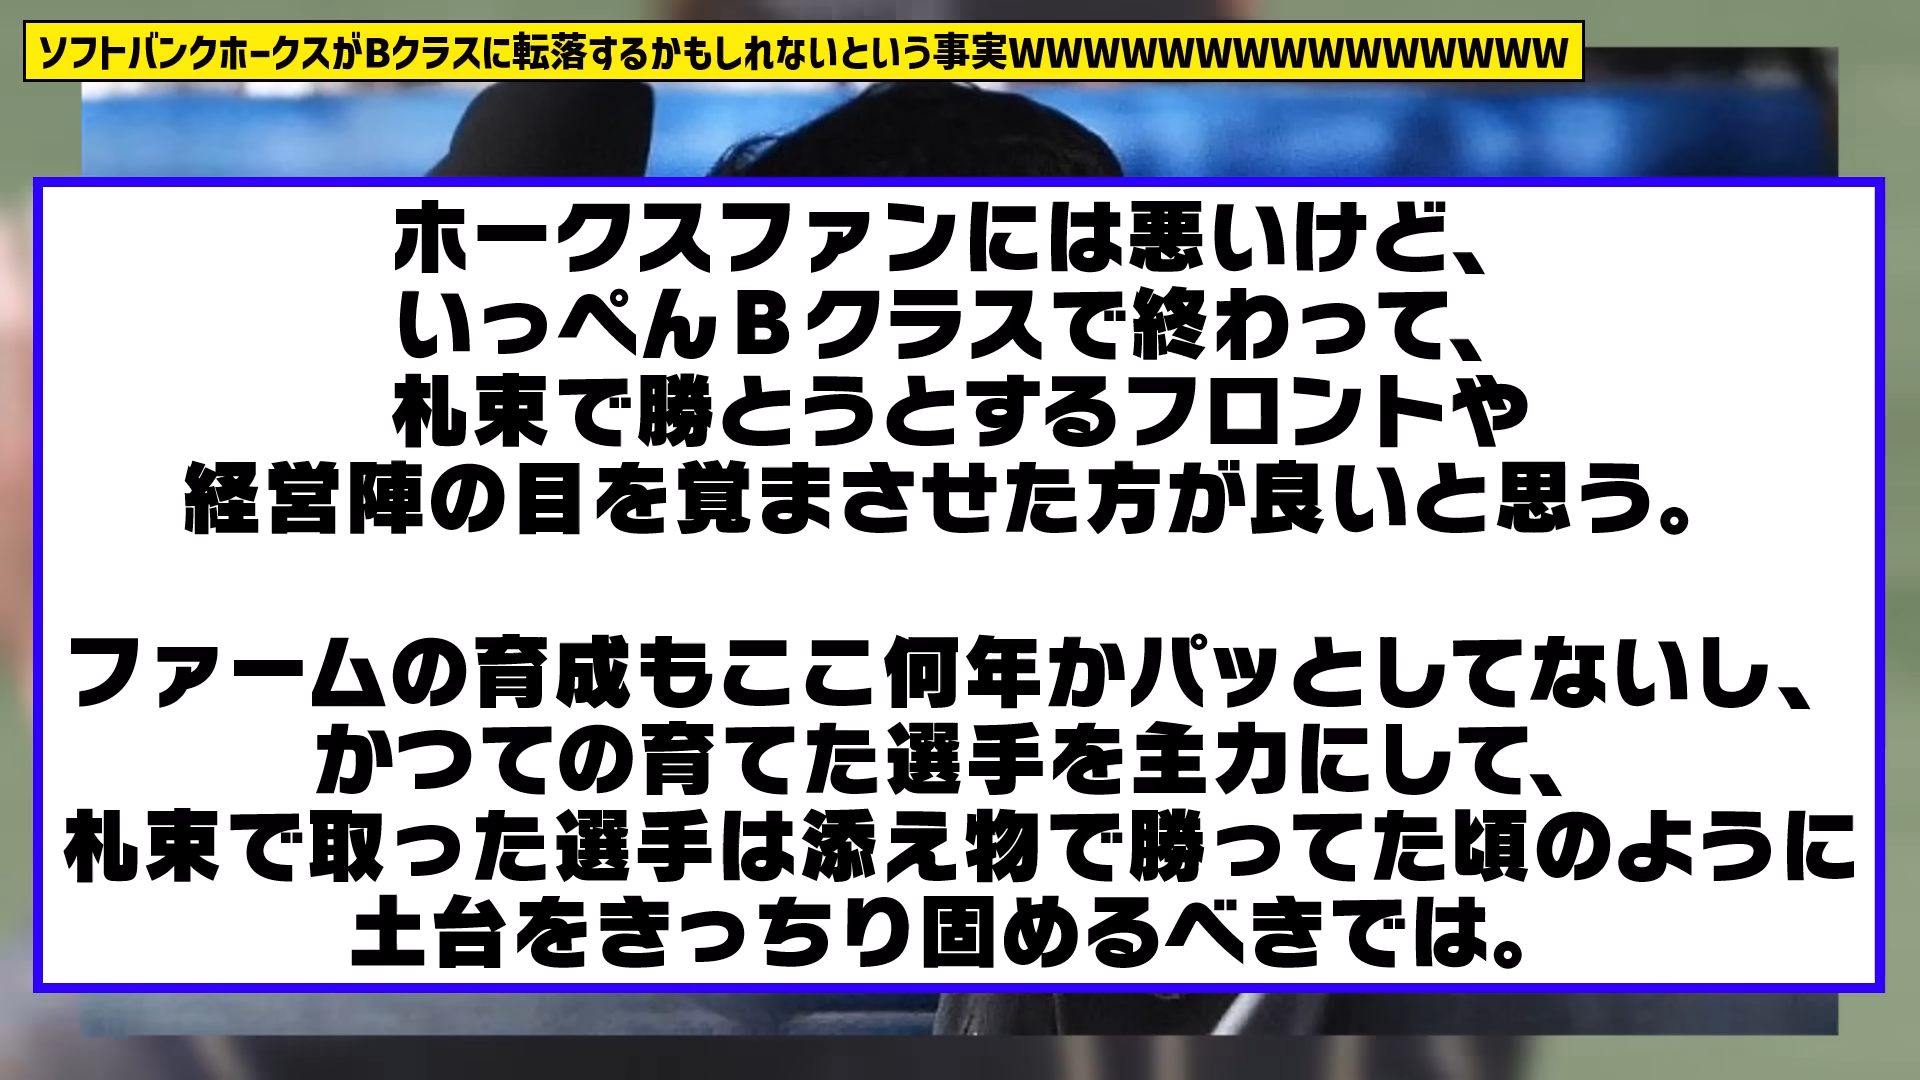 ソフトバンクホークスがBクラスに転落するかもしれないという事実WWWWWWWWWWWWWWW
ホークスファンには悪いけど、
いっぺんＢクラスで終わって、
札束で勝とうとするフロントや
経営陣の目を覚まさせた方が良いと思う。
ファームの育成もここ何年かパッとしてないし、
かつての育てた選手を主力にして、
札束で取った選手は添え物で勝ってた頃のように
土台をきっちり固めるべきでは。